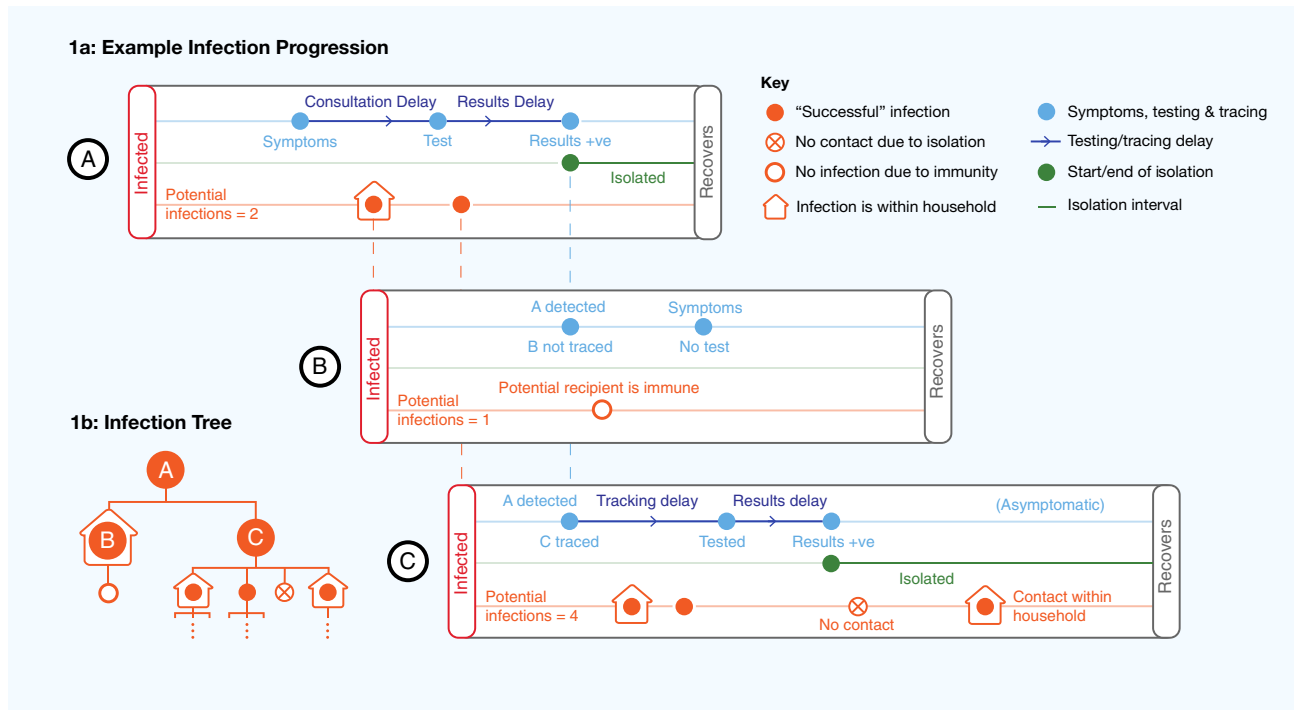 1a: Example Infection Progression
Key
“Successful” infection
No contact due to isolation
No infection due to immunity
Infection is within household
Symptoms, testing & tracing
Testing/tracing delay
Start/end of isolation
Isolation interval
A
Infected
Consultation Delay
Results Delay
Symptoms
Test
Results +ve
Isolated
Potential
infections = 2
Recovers
B
Infected
A detected
Symptoms
B not traced
No test
Potential recipient is immune
Potential
infections = 1
Recovers
1b: Infection Tree
A
B
C
C
Infected
A detected
Tracking delay
Results delay
(Asymptomatic)
C traced
Tested
Results +ve
Isolated
Potential
infections = 4
No contact
Contact within
household
Recovers